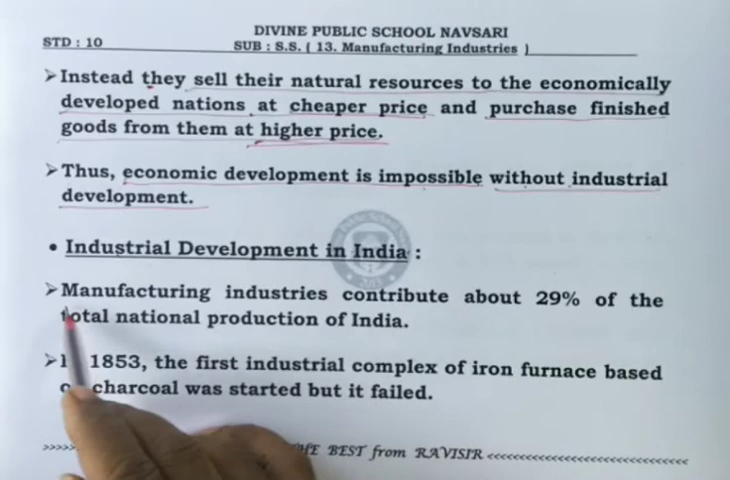 DIVINE PUBLIC SCHOOL NAVSARI
STD : 10 SUB : S.S. ( 13. Manufacturing Industries )
➢Instead they sell their natural resources to the economically
developed nations at cheaper price and purchase finished
goods from them at higher price.
➢Thus, economic development is impossible without industrial
development.
• Industrial Development in India :
➢Manufacturing industries contribute about 29% of the
total national production of India.
➢ 1853, the first industrial complex of iron furnace based
charcoal was started but it failed.
>>>>> THE BEST from RAVISIR <<<<<<<<<<<<<<<<<<<<<<<<<<<<<<